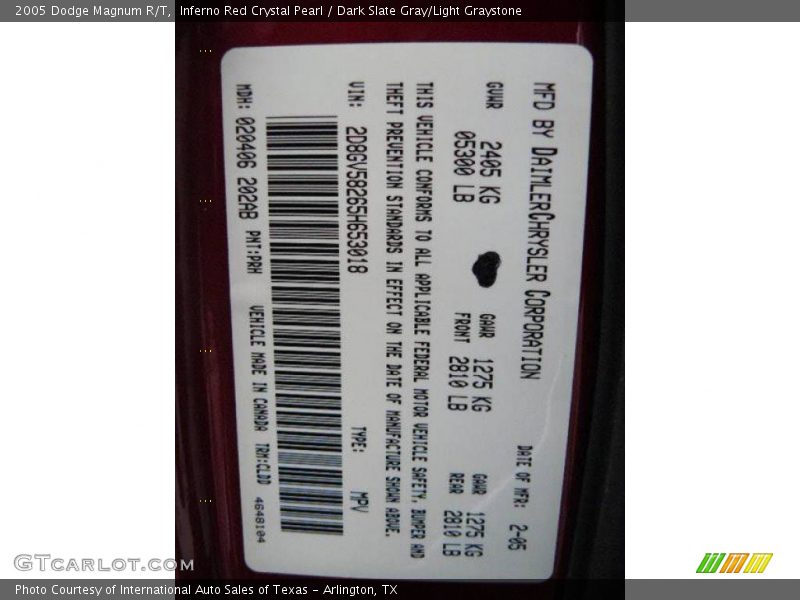 2005 Dodge Magnum R/T, Inferno Red Crystal Pearl / Dark Slate Gray/Light Graystone
MFD BY DAIMLERCHRYSLER CORPORATION DATE OF MFR: 2-05
GVWR 2405 KG GAWR 1275 KG GAWR 1275 KG
05300 LB FRONT 2810 LB REAR 2810 LB
THIS VEHICLE CONFORMS TO ALL APPLICABLE FEDERAL MOTOR VEHICLE SAFETY, BUMPER AND
THEFT PREVENTION STANDARDS IN EFFECT ON THE DATE OF MANUFACTURE SHOWN ABOVE.
VIN: 2D8GV58265H653018 TYPE: MPV
MDH: 020406 202AB PNT:PRH VEHICLE MADE IN CANADA TRM:CLDD 4648104
GTcarlot.com
Photo Courtesy of International Auto Sales of Texas - Arlington, TX